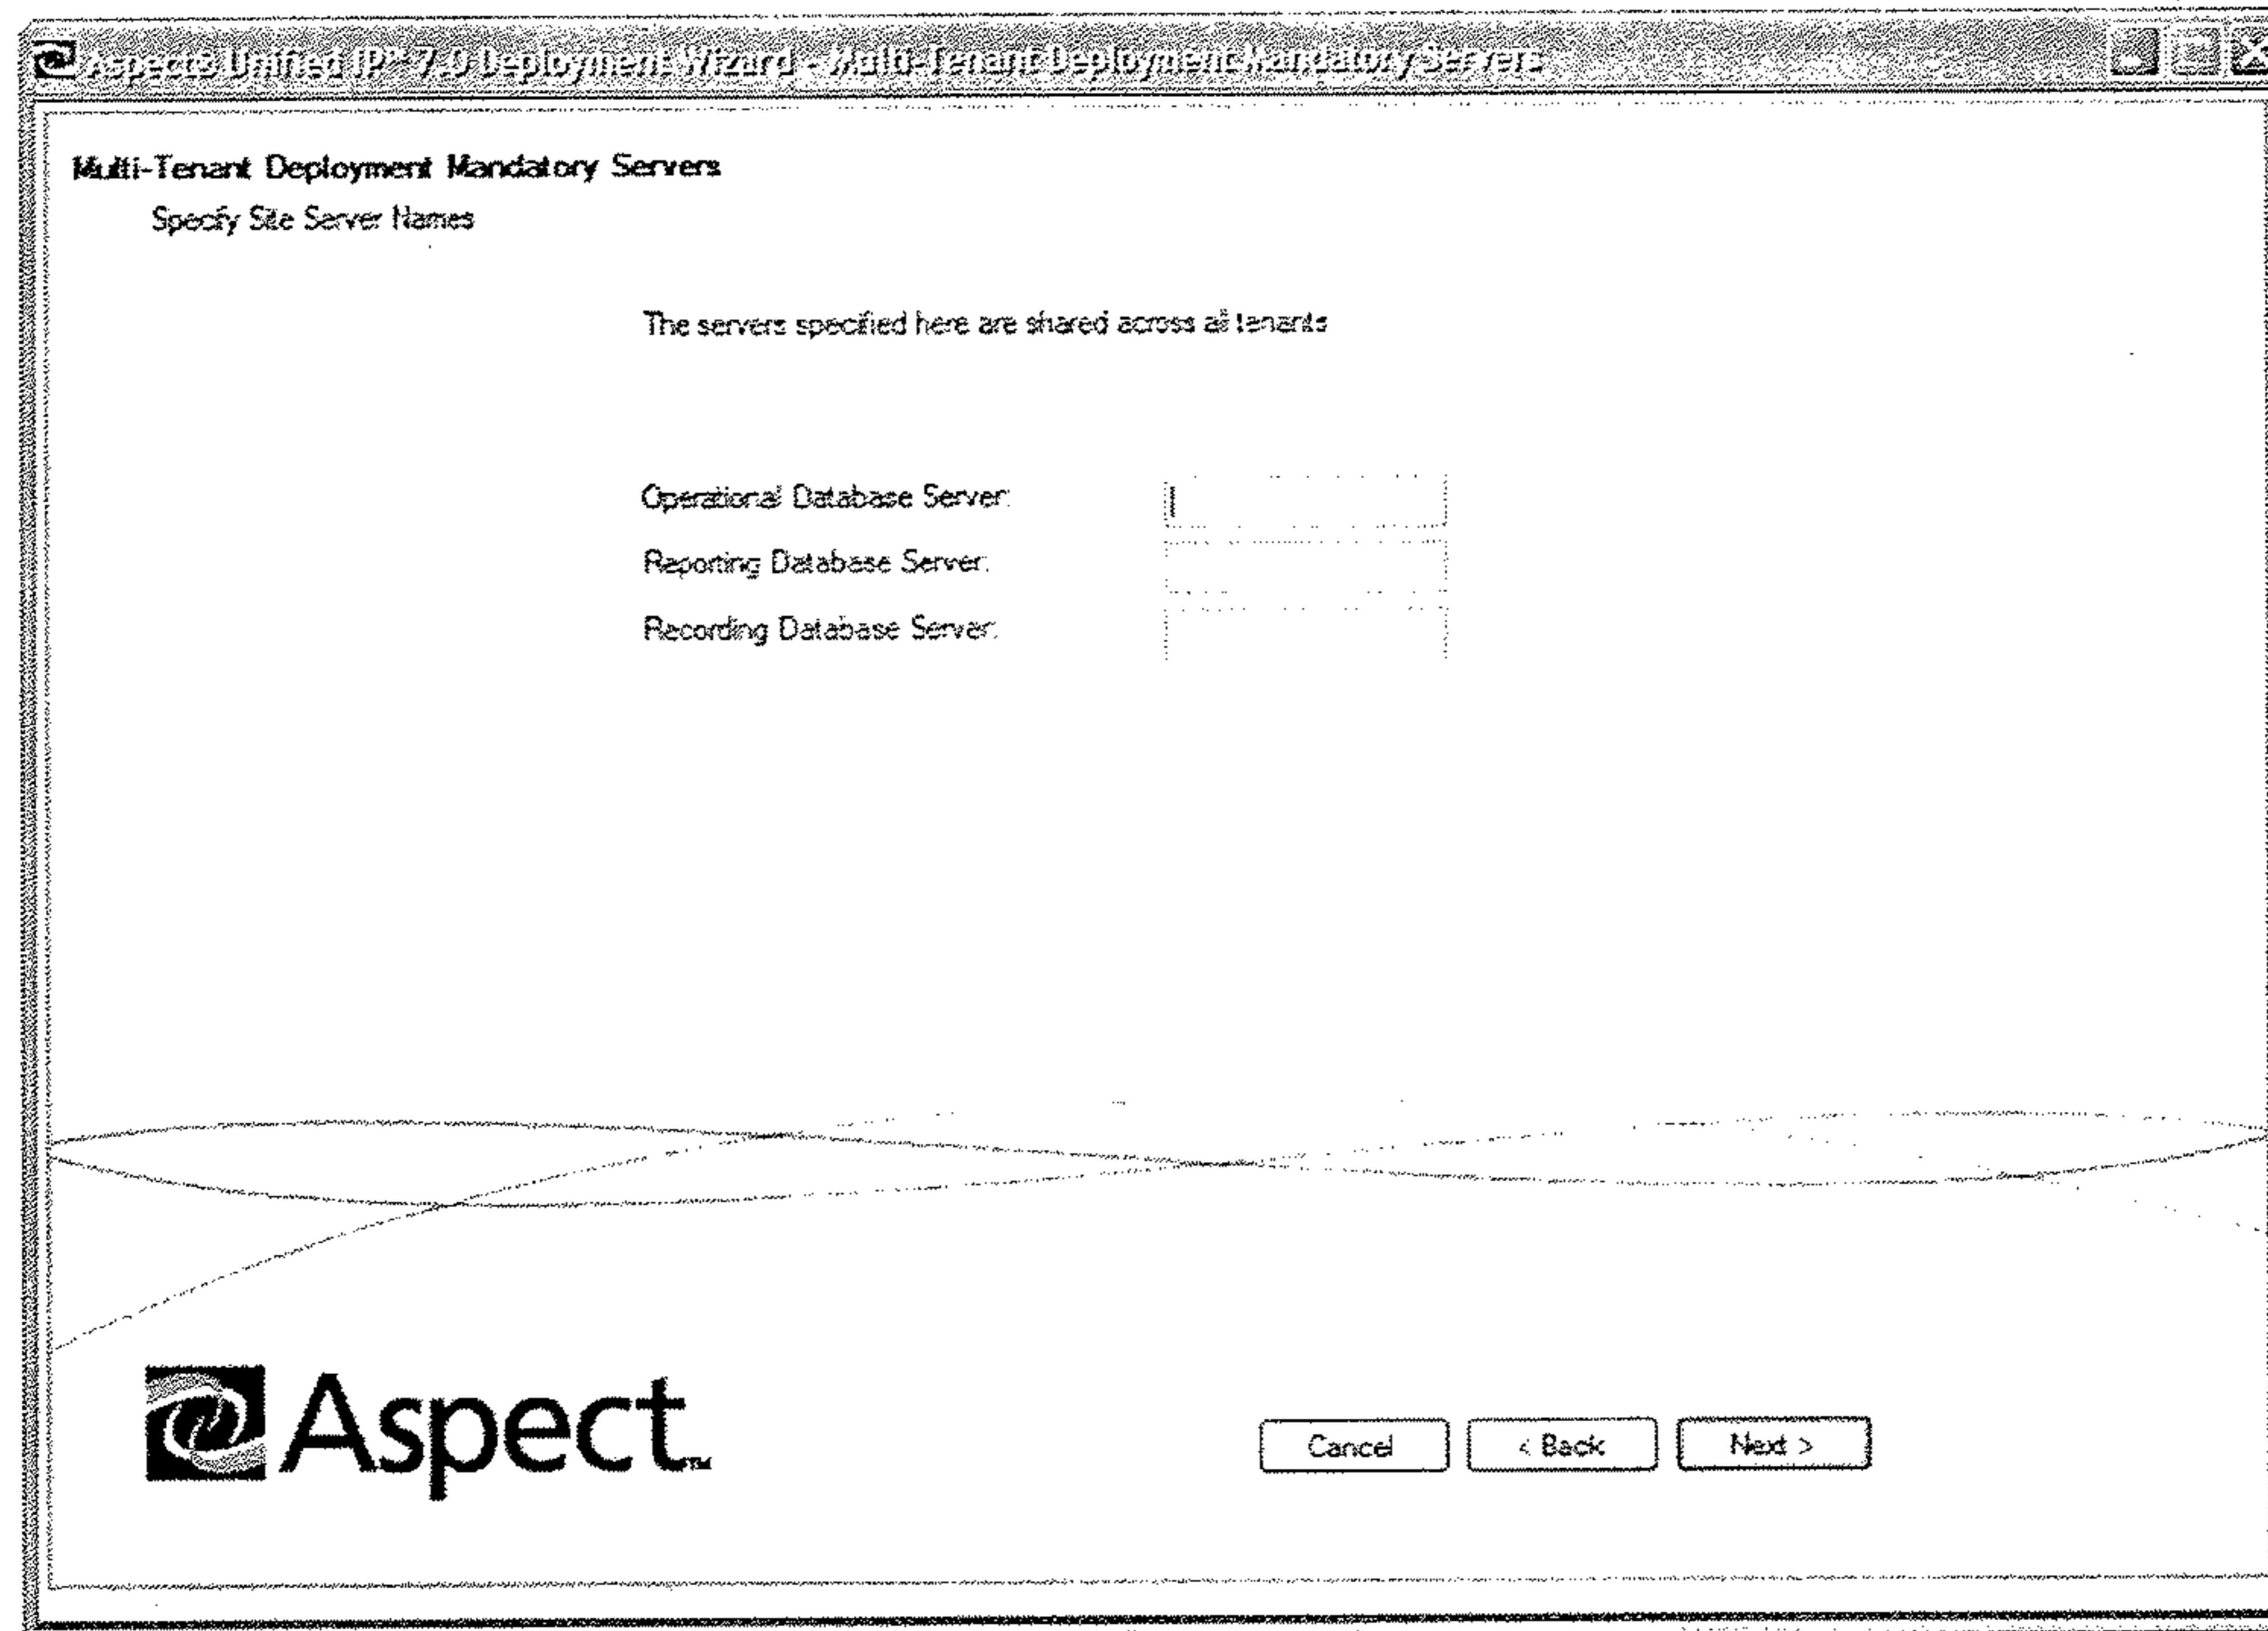 Aspect® Unified IP™ 7.0 Deployment Wizard - Multi-Tenant Deployment Mandatory Servers
Multi-Tenant Deployment Mandatory Servers
Specify Site Server Names
The servers specified here are shared across all tenants
Operational Database Server:
Reporting Database Server:
Recording Database Server:
Aspect™
Cancel
< Back
Next >